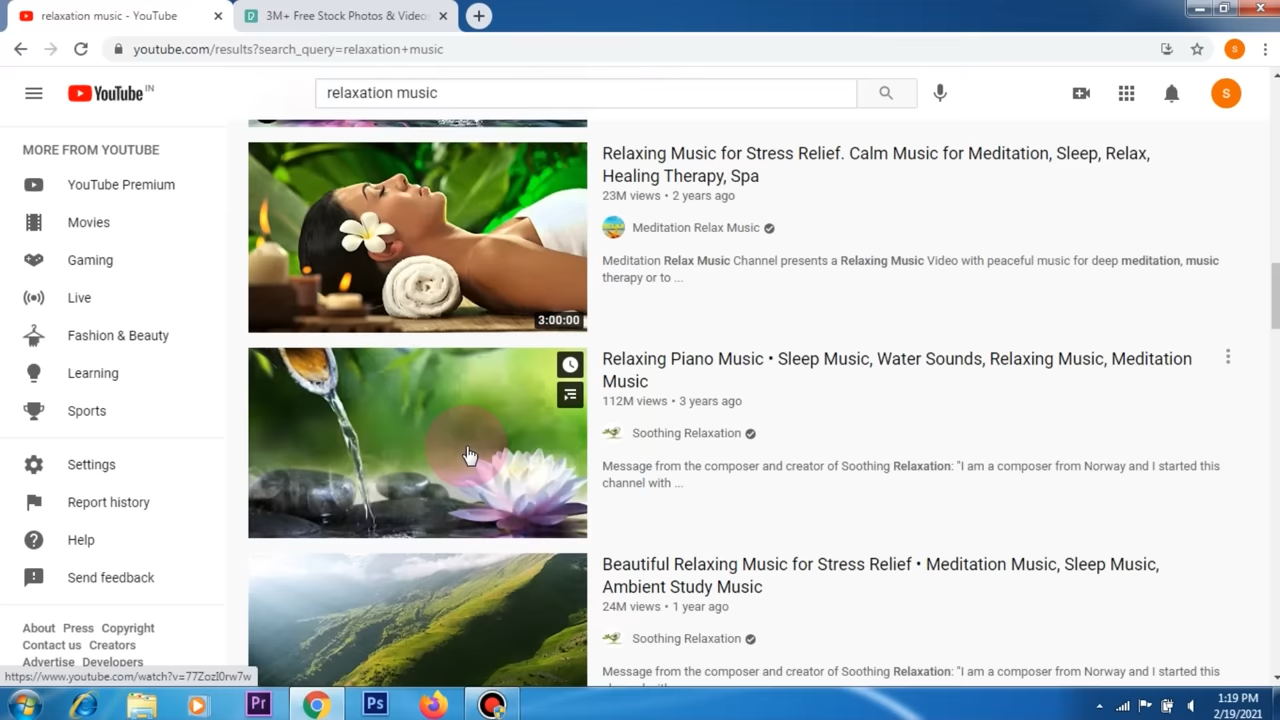 relaxation music - YouTube
3M+ Free Stock Photos & Videos
youtube.com/results?search_query=relaxation+music
S
YouTube IN
relaxation music
S
MORE FROM YOUTUBE
YouTube Premium
Movies
Gaming
Live
Fashion & Beauty
Learning
Sports
Settings
Report history
Help
Send feedback
About Press Copyright
Contact us Creators
Advertise Developers
https://www.youtube.com/watch?v=77ZozI0rw7w
3:00:00
Relaxing Music for Stress Relief. Calm Music for Meditation, Sleep, Relax,
Healing Therapy, Spa
23M views • 2 years ago
Meditation Relax Music
Meditation Relax Music Channel presents a Relaxing Music Video with peaceful music for deep meditation, music
therapy or to ...
Relaxing Piano Music • Sleep Music, Water Sounds, Relaxing Music, Meditation
Music
112M views • 3 years ago
Soothing Relaxation
Message from the composer and creator of Soothing Relaxation: "I am a composer from Norway and I started this
channel with ...
Beautiful Relaxing Music for Stress Relief • Meditation Music, Sleep Music,
Ambient Study Music
24M views • 1 year ago
Soothing Relaxation
Message from the composer and creator of Soothing Relaxation: "I am a composer from Norway and I started this
Pr
Ps
1:19 PM
2/19/2021